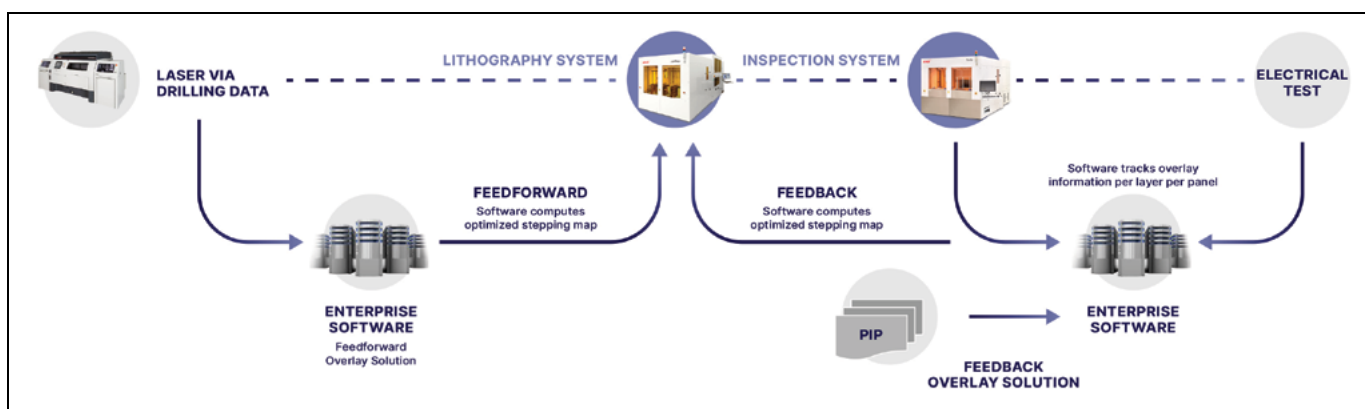 LITHOGRAPHY SYSTEM
INSPECTION SYSTEM
LASER VIA
DRILLING DATA
ELECTRICAL
TEST
Software tracks overlay
information per layer per panel
FEEDFORWARD
Software computes
optimized stepping map
FEEDBACK
Software computes
optimized stepping map
ENTERPRISE
SOFTWARE
Feedforward
Overlay Solution
PIP
ENTERPRISE
SOFTWARE
FEEDBACK
OVERLAY SOLUTION